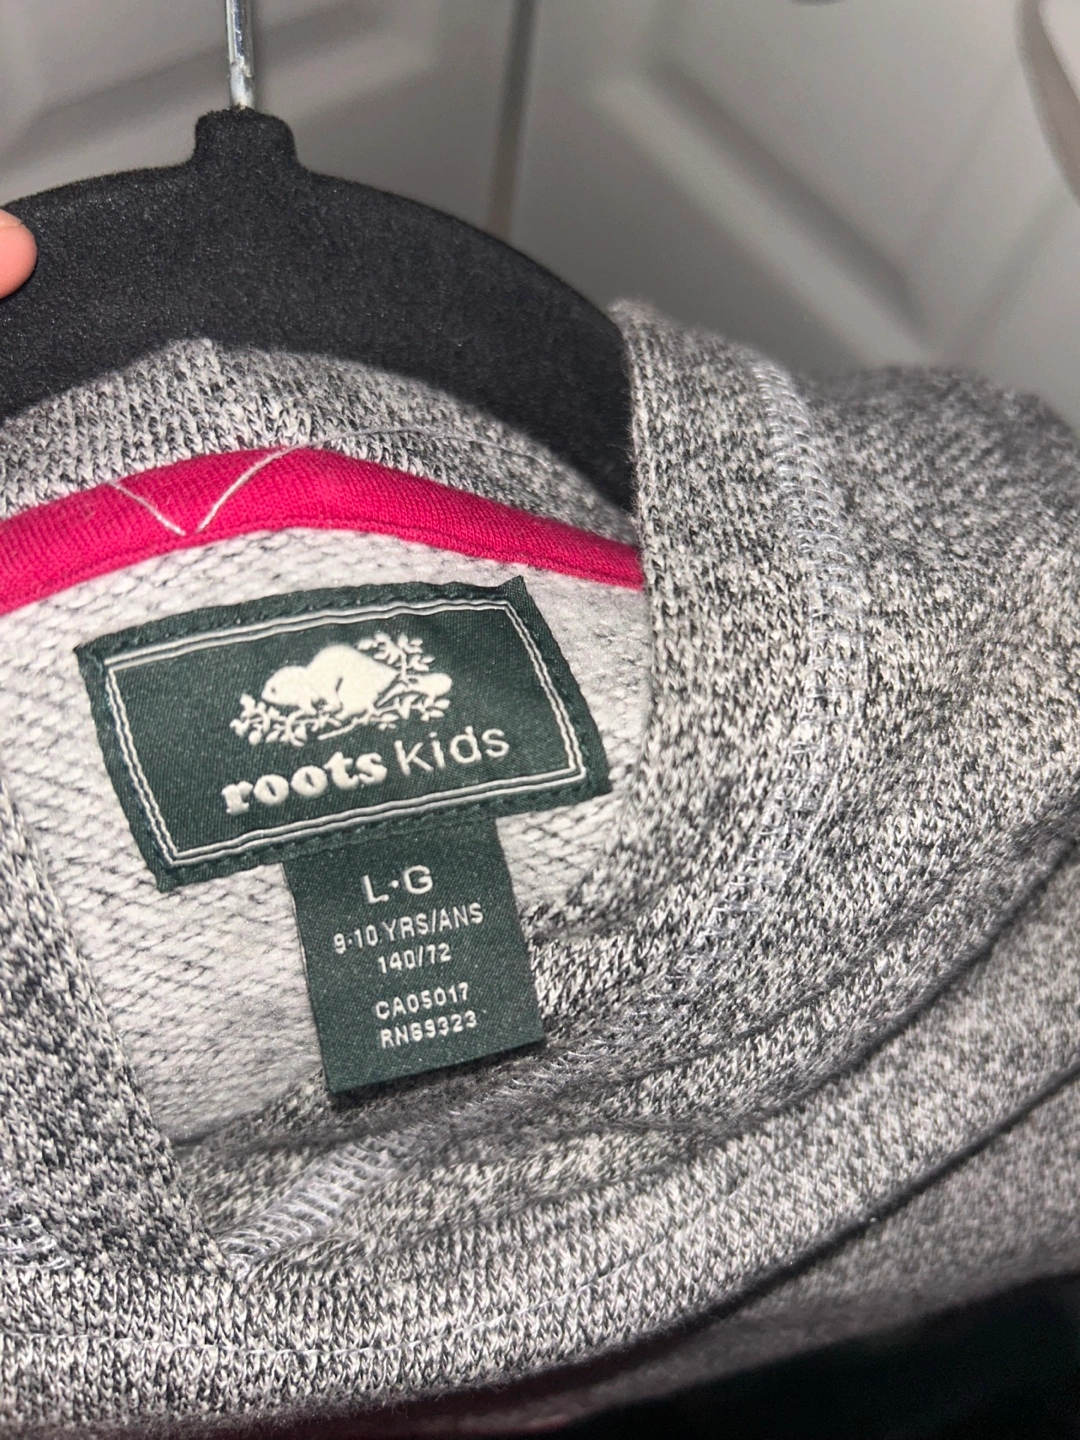 roots kids
L·G
9-10 YRS/ANS
140/72
CA05017
RN69323